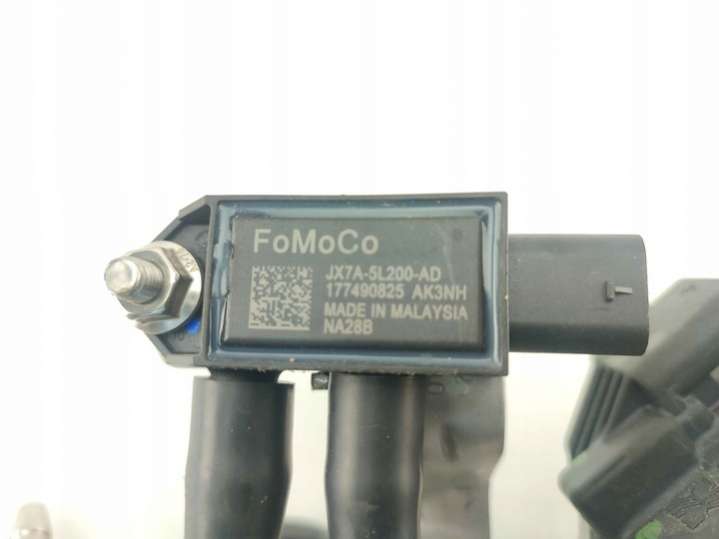 FoMoCo
JX7A-5L200-AD
177490825 AK3NH
MADE IN MALAYSIA
NA28B